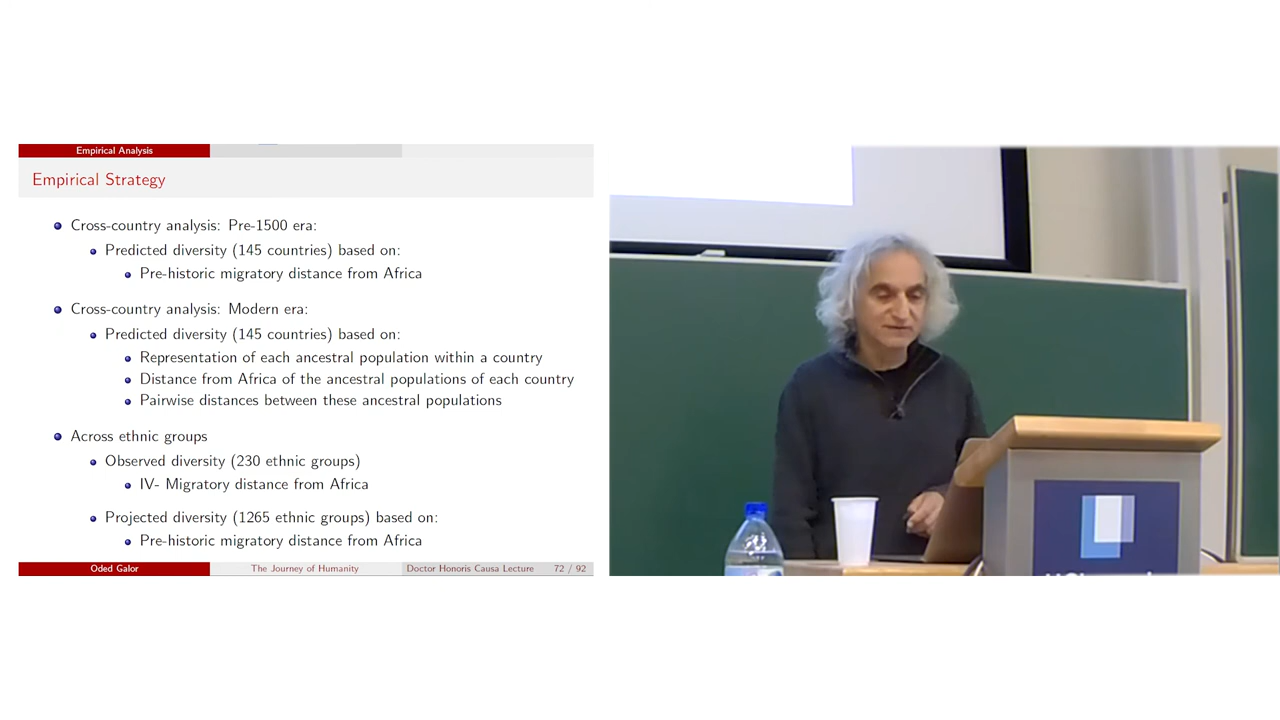 Empirical Analysis
Empirical Strategy
Cross-country analysis: Pre-1500 era:
Predicted diversity (145 countries) based on:
Pre-historic migratory distance from Africa
Cross-country analysis: Modern era:
Predicted diversity (145 countries) based on:
Representation of each ancestral population within a country
Distance from Africa of the ancestral populations of each country
Pairwise distances between these ancestral populations
Across ethnic groups
Observed diversity (230 ethnic groups)
IV- Migratory distance from Africa
Projected diversity (1265 ethnic groups) based on:
Pre-historic migratory distance from Africa
Oded Galor The Journey of Humanity Doctor Honoris Causa Lecture 72 / 92